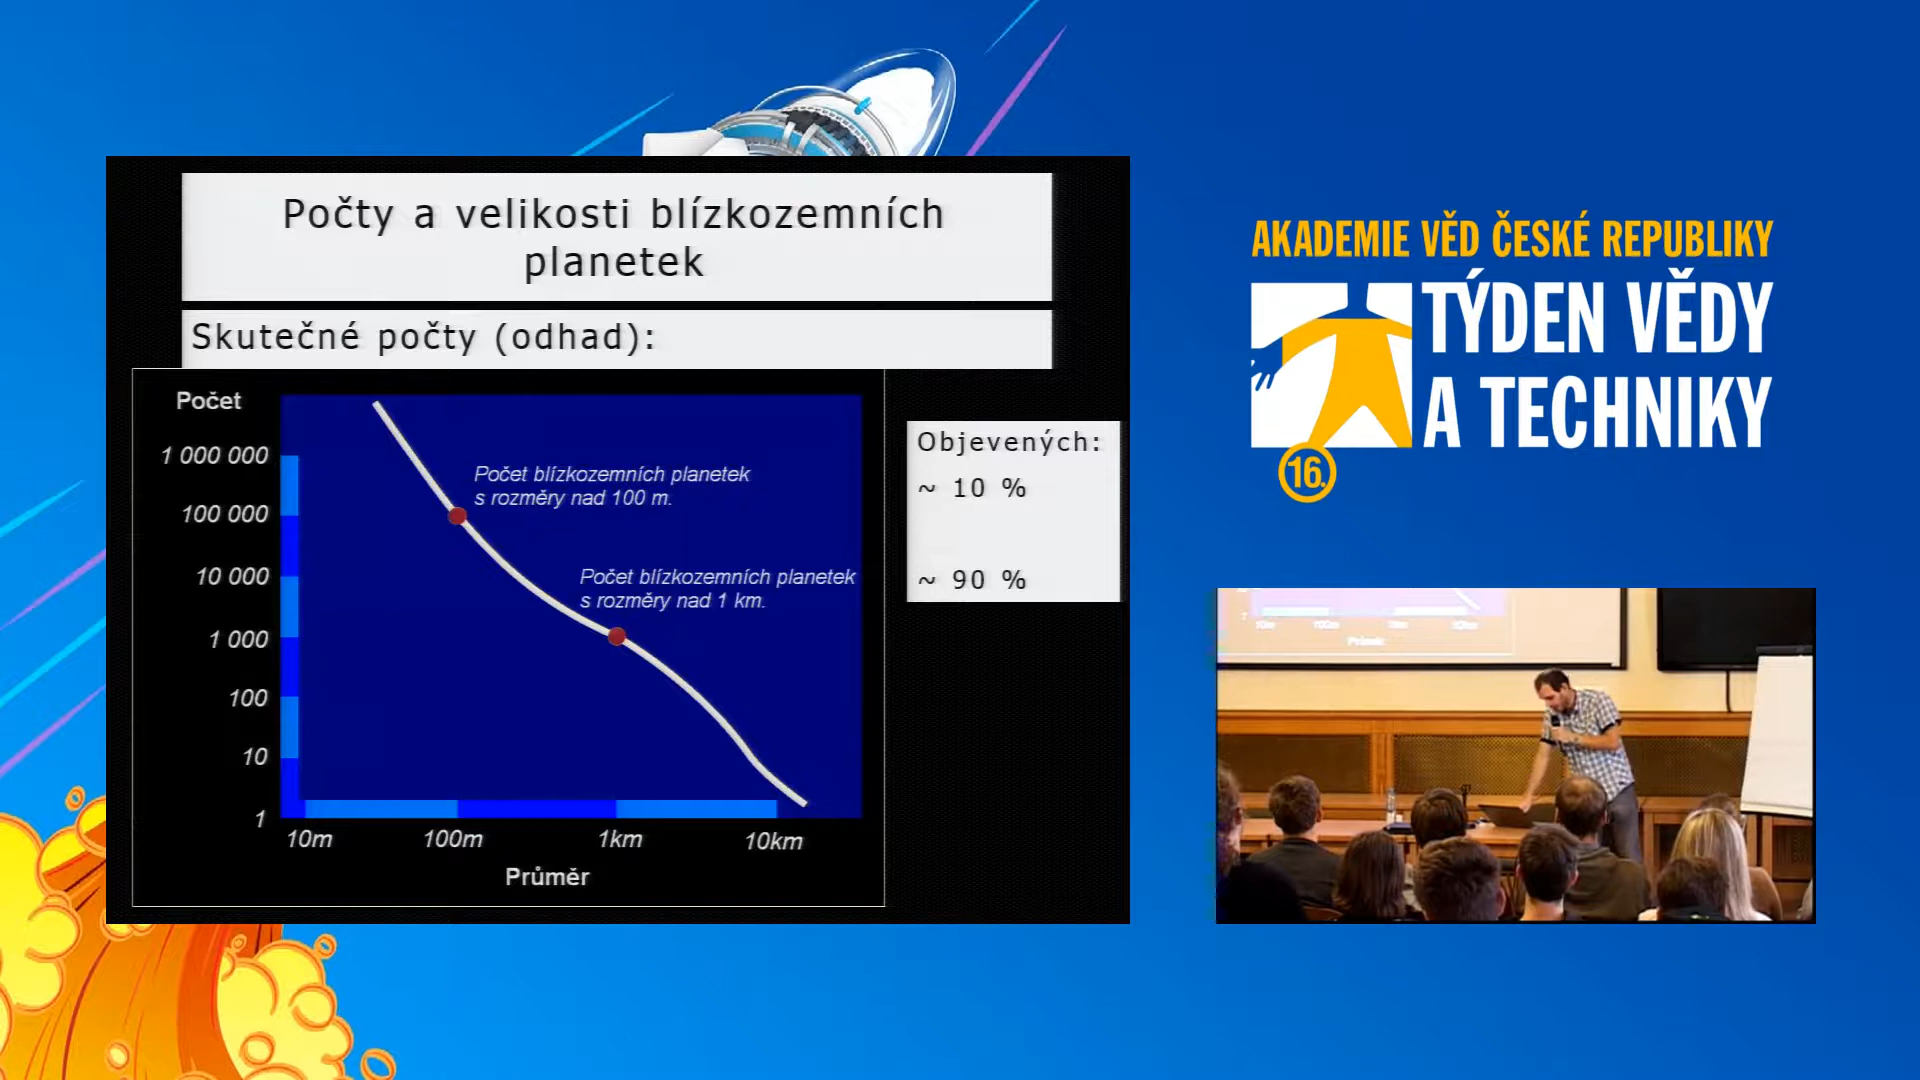 Počty a velikosti blízkozemních
planetek
Skutečné počty (odhad):
Počet
1 000 000
100 000
10 000
1 000
100
10
1
Počet blízkozemních planetek
s rozměry nad 100 m.
Počet blízkozemních planetek
s rozměry nad 1 km.
10m
100m
1km
10km
Průměr
Objevených:
~ 10 %
~ 90 %
AKADEMIE VĚD ČESKÉ REPUBLIKY
TÝDEN VĚDY
A TECHNIKY
16.